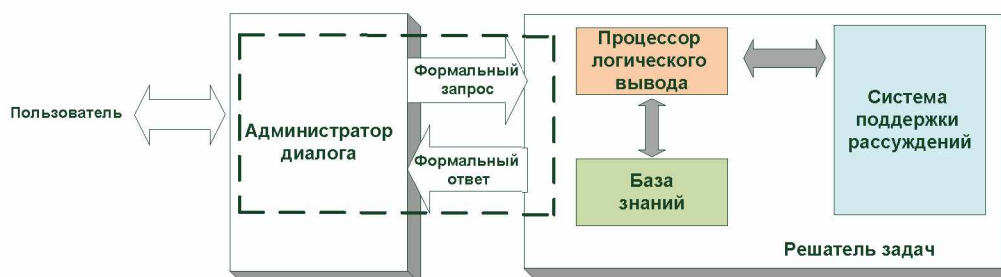 Пользователь
Администратор
диалога
Формальный
запрос
Формальный
ответ
Процессор
логического
вывода
База
знаний
Система
поддержки
рассуждений
Решатель задач